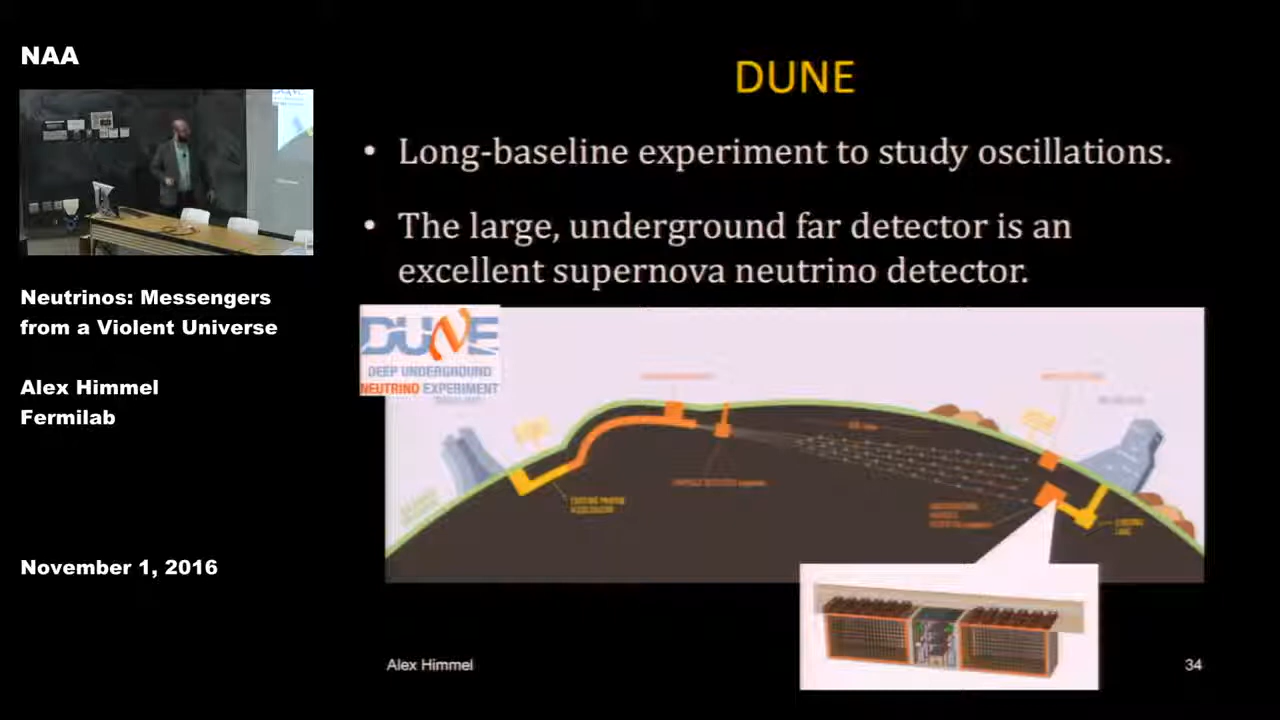 NAA
Neutrinos: Messengers
from a Violent Universe
Alex Himmel
Fermilab
November 1, 2016
DUNE
• Long-baseline experiment to study oscillations.
• The large, underground far detector is an
excellent supernova neutrino detector.
DUNE
DEEP UNDERGROUND
NEUTRINO EXPERIMENT
Alex Himmel
34